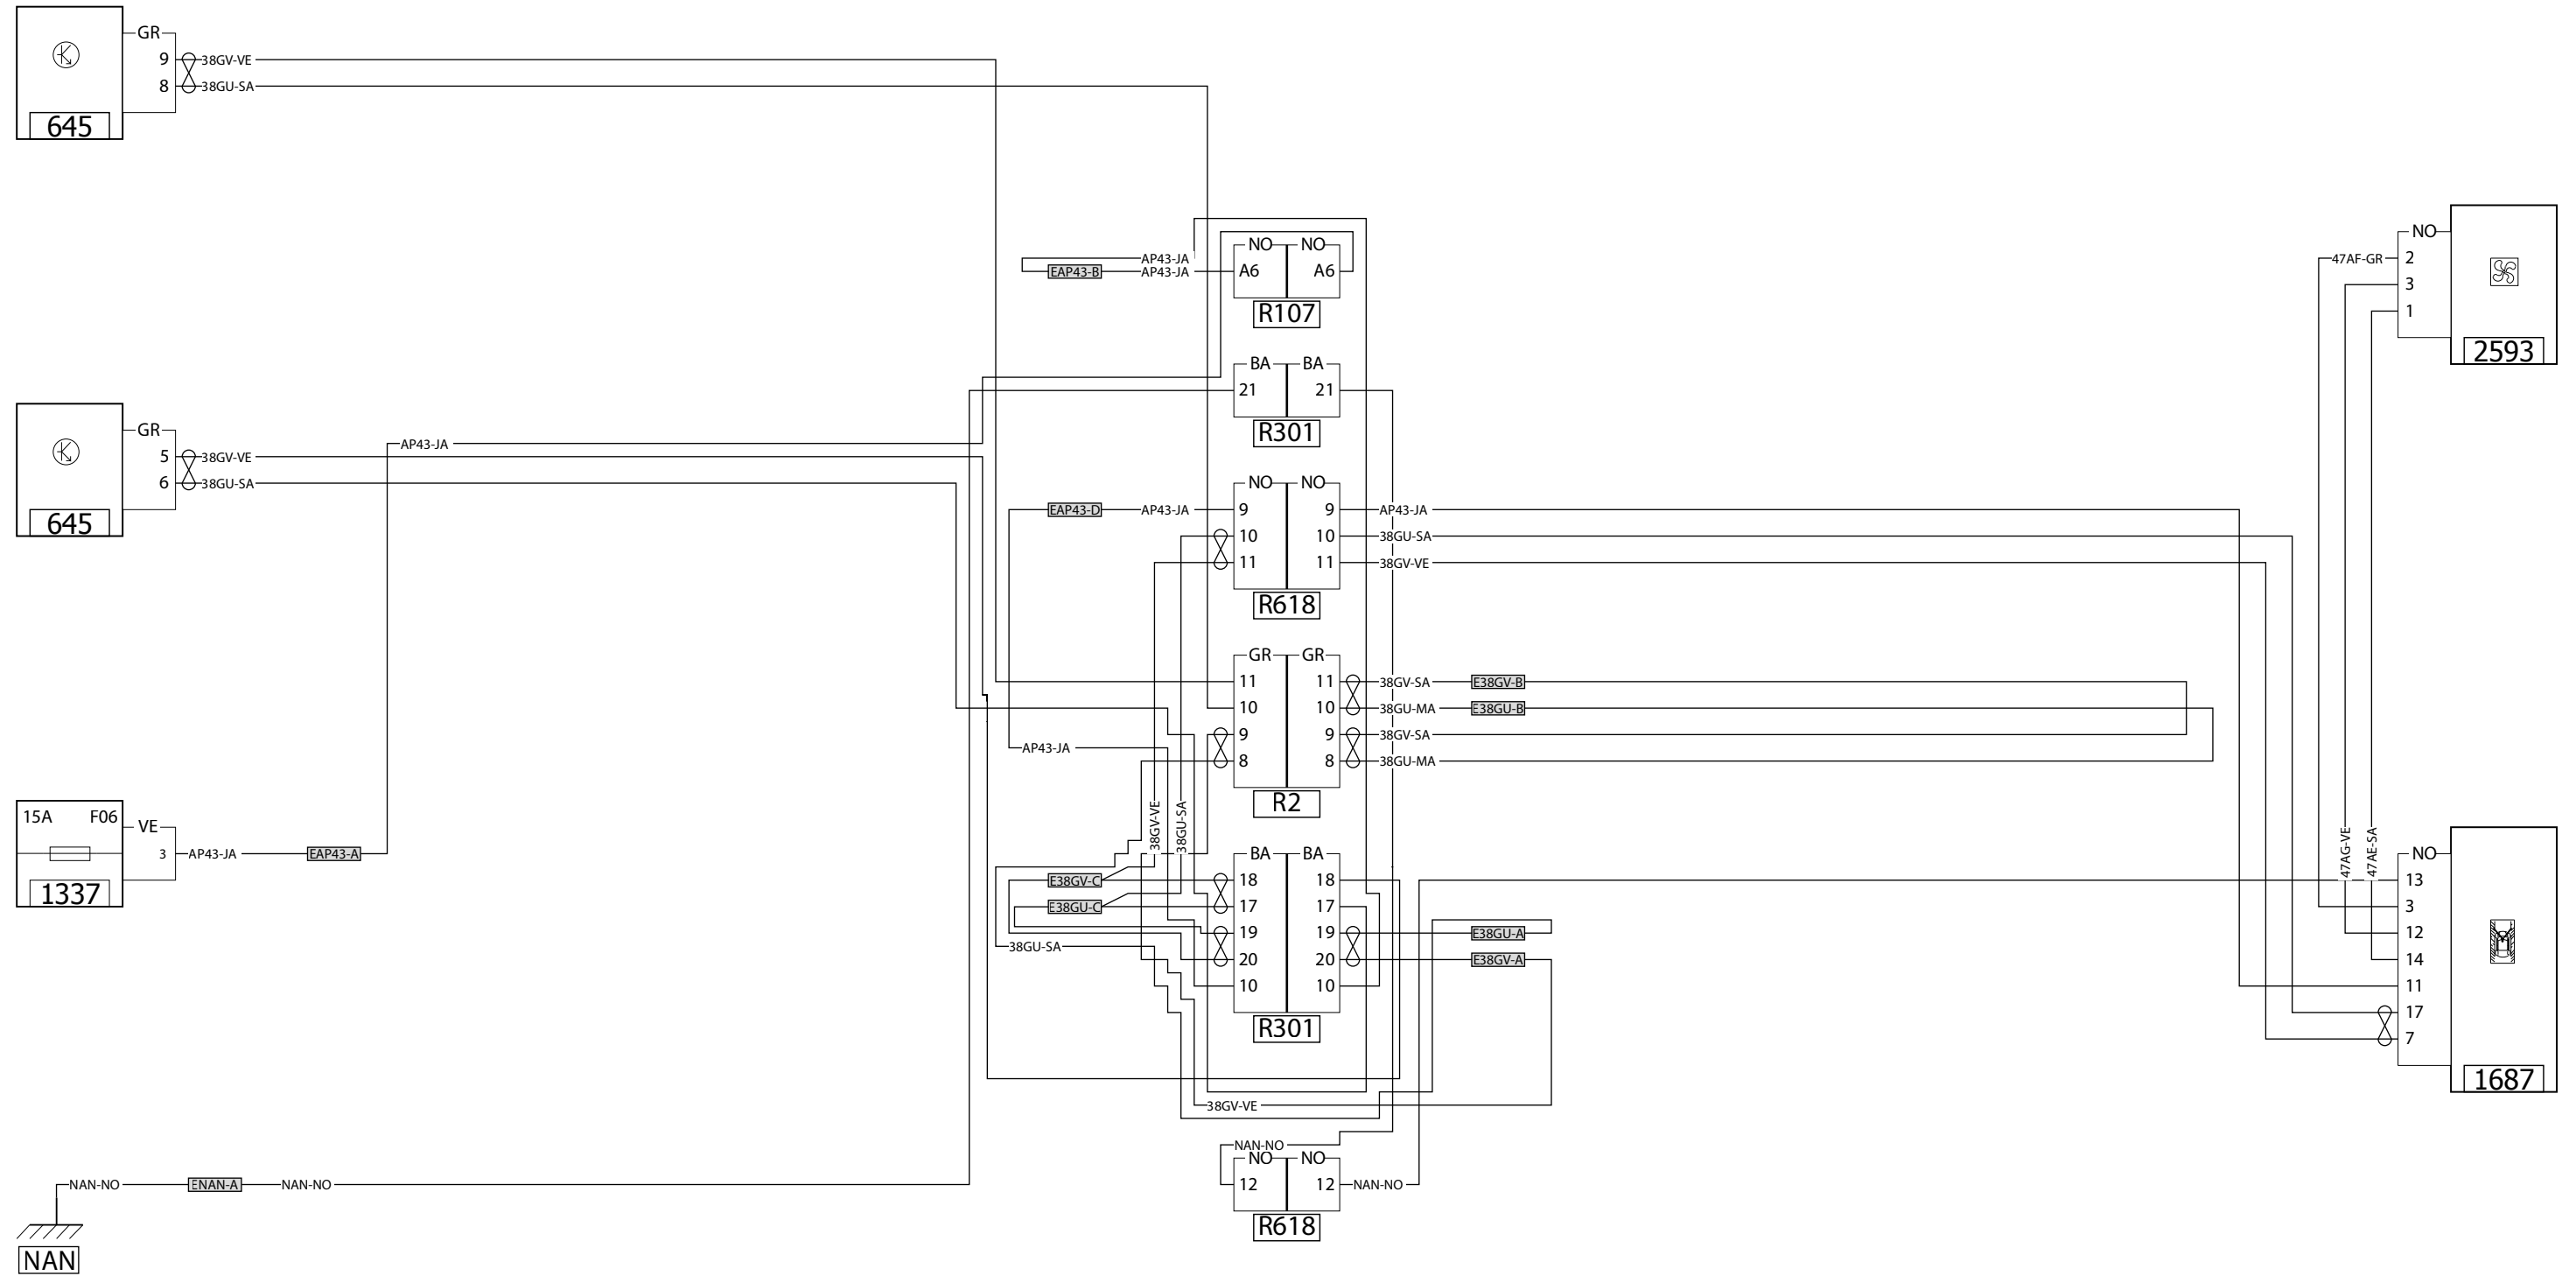 GR
9 38GV-VE
8 38GU-SA
645
GR
AP43-JA
5 38GV-VE
6 38GU-SA
645
15A F06
VE
3 AP43-JA EAP43-A
1337
NAN-NO ENAN-A NAN-NO
NAN
AP43-JA
EAP43-B AP43-JA
NO NO
A6 A6
R107
BA BA
21 21
R301
NO NO
EAP43-D AP43-JA 9 9 AP43-JA
10 10 38GU-SA
11 11 38GV-VE
R618
GR GR
11 11 38GV-SA E38GV-B
10 10 38GU-MA E38GU-B
9 9 38GV-SA
AP43-JA
8 8 38GU-MA
R2
38GV-VE
38GU-SA
BA BA
E38GV-C 18 18
E38GU-C 17 17
19 19 E38GU-A
38GU-SA
20 20 E38GV-A
10 10
R301
38GV-VE
NAN-NO
NO NO
12 12 NAN-NO
R618
NO
47AF-GR 2
3
1
2593
47AG-VE
47AE-SA
NO
13
3
12
14
11
17
7
1687